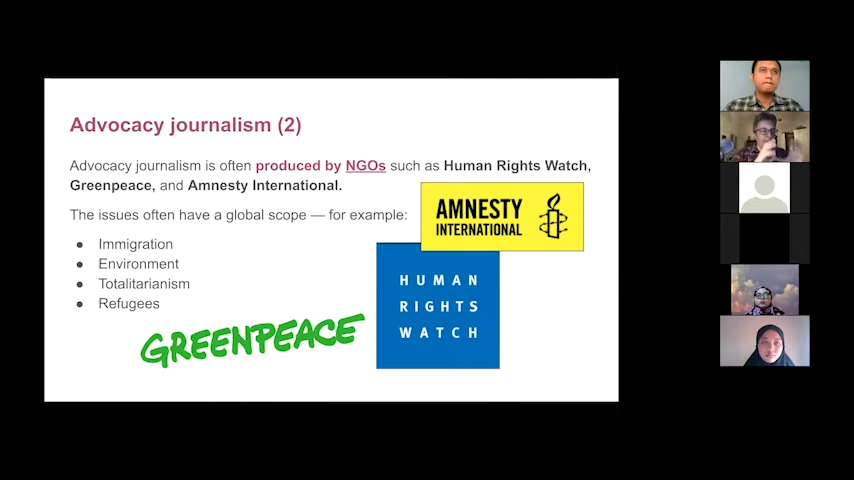 Advocacy journalism (2)
Advocacy journalism is often produced by NGOs such as Human Rights Watch,
Greenpeace, and Amnesty International.
The issues often have a global scope — for example:
● Immigration
● Environment
● Totalitarianism
● Refugees
AMNESTY
INTERNATIONAL
HUMAN
RIGHTS
WATCH
GREENPEACE